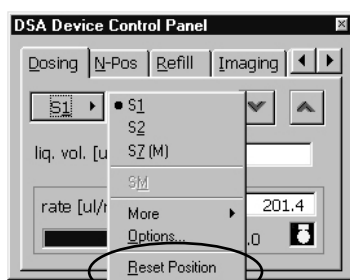 DSA Device Control Panel
Dosing N-Pos Refill Imaging
S1 S1
S2
liq. vol. [u S7 (M)
SM
rate [ul/r More 201.4
Options... .0
Reset Position